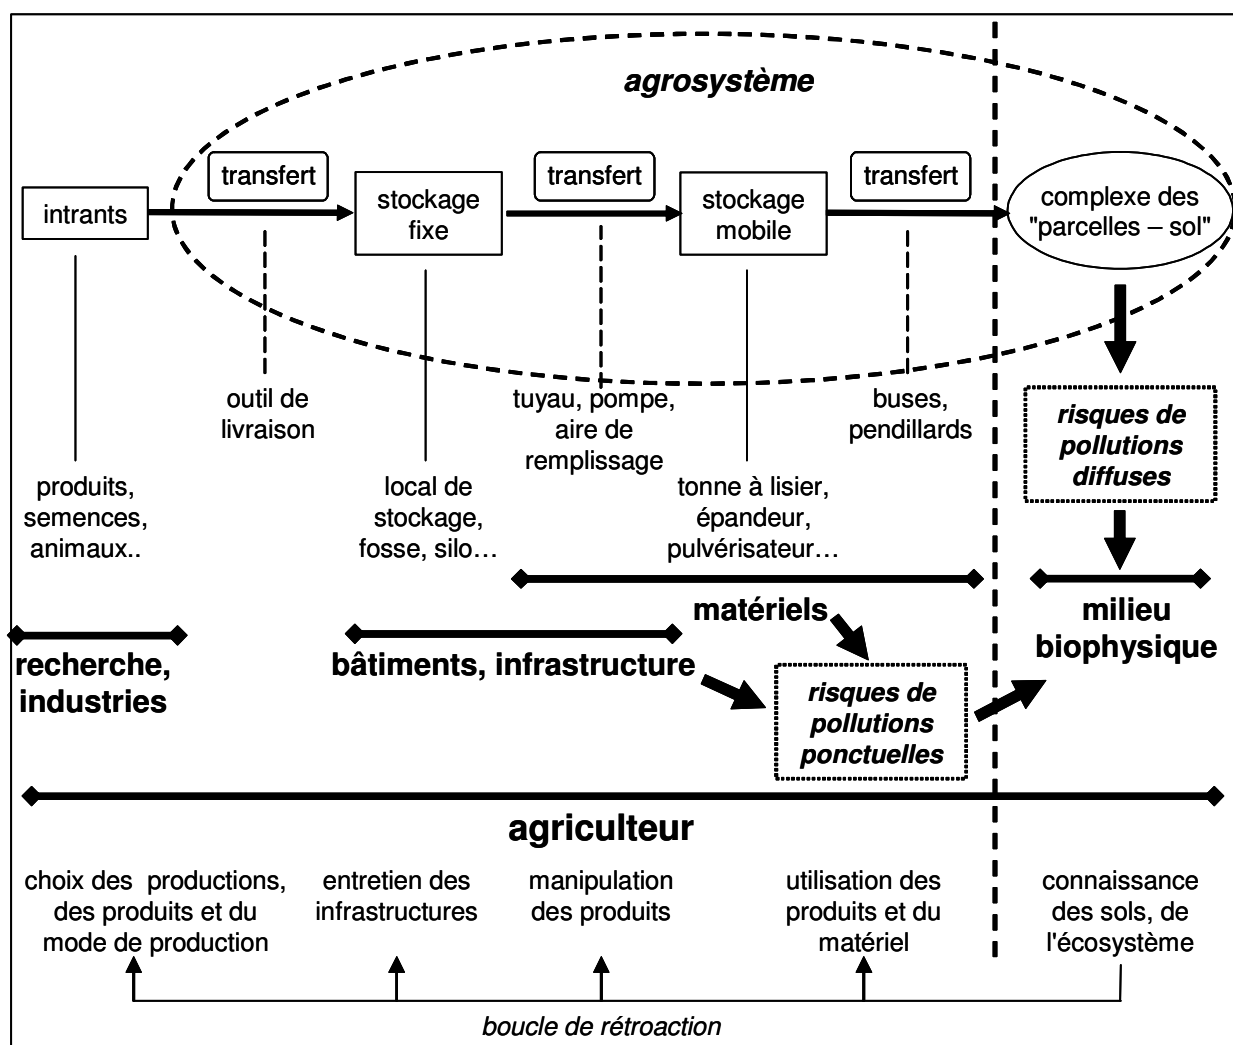 agrosystème
transfert
transfert
transfert
intrants
stockage
fixe
stockage
mobile
complexe des
"parcelles – sol"
outil de
livraison
tuyau, pompe,
aire de
remplissage
buses,
pendillards
risques de
pollutions
diffuses
produits,
semences,
animaux..
local de
stockage,
fosse, silo…
tonne à lisier,
épandeur,
pulvérisateur…
matériels
milieu
biophysique
recherche,
industries
bâtiments, infrastructure
risques de
pollutions
ponctuelles
agriculteur
choix des productions,
des produits et du
mode de production
entretien des
infrastructures
manipulation
des produits
utilisation des
produits et du
matériel
connaissance
des sols, de
l'écosystème
boucle de rétroaction